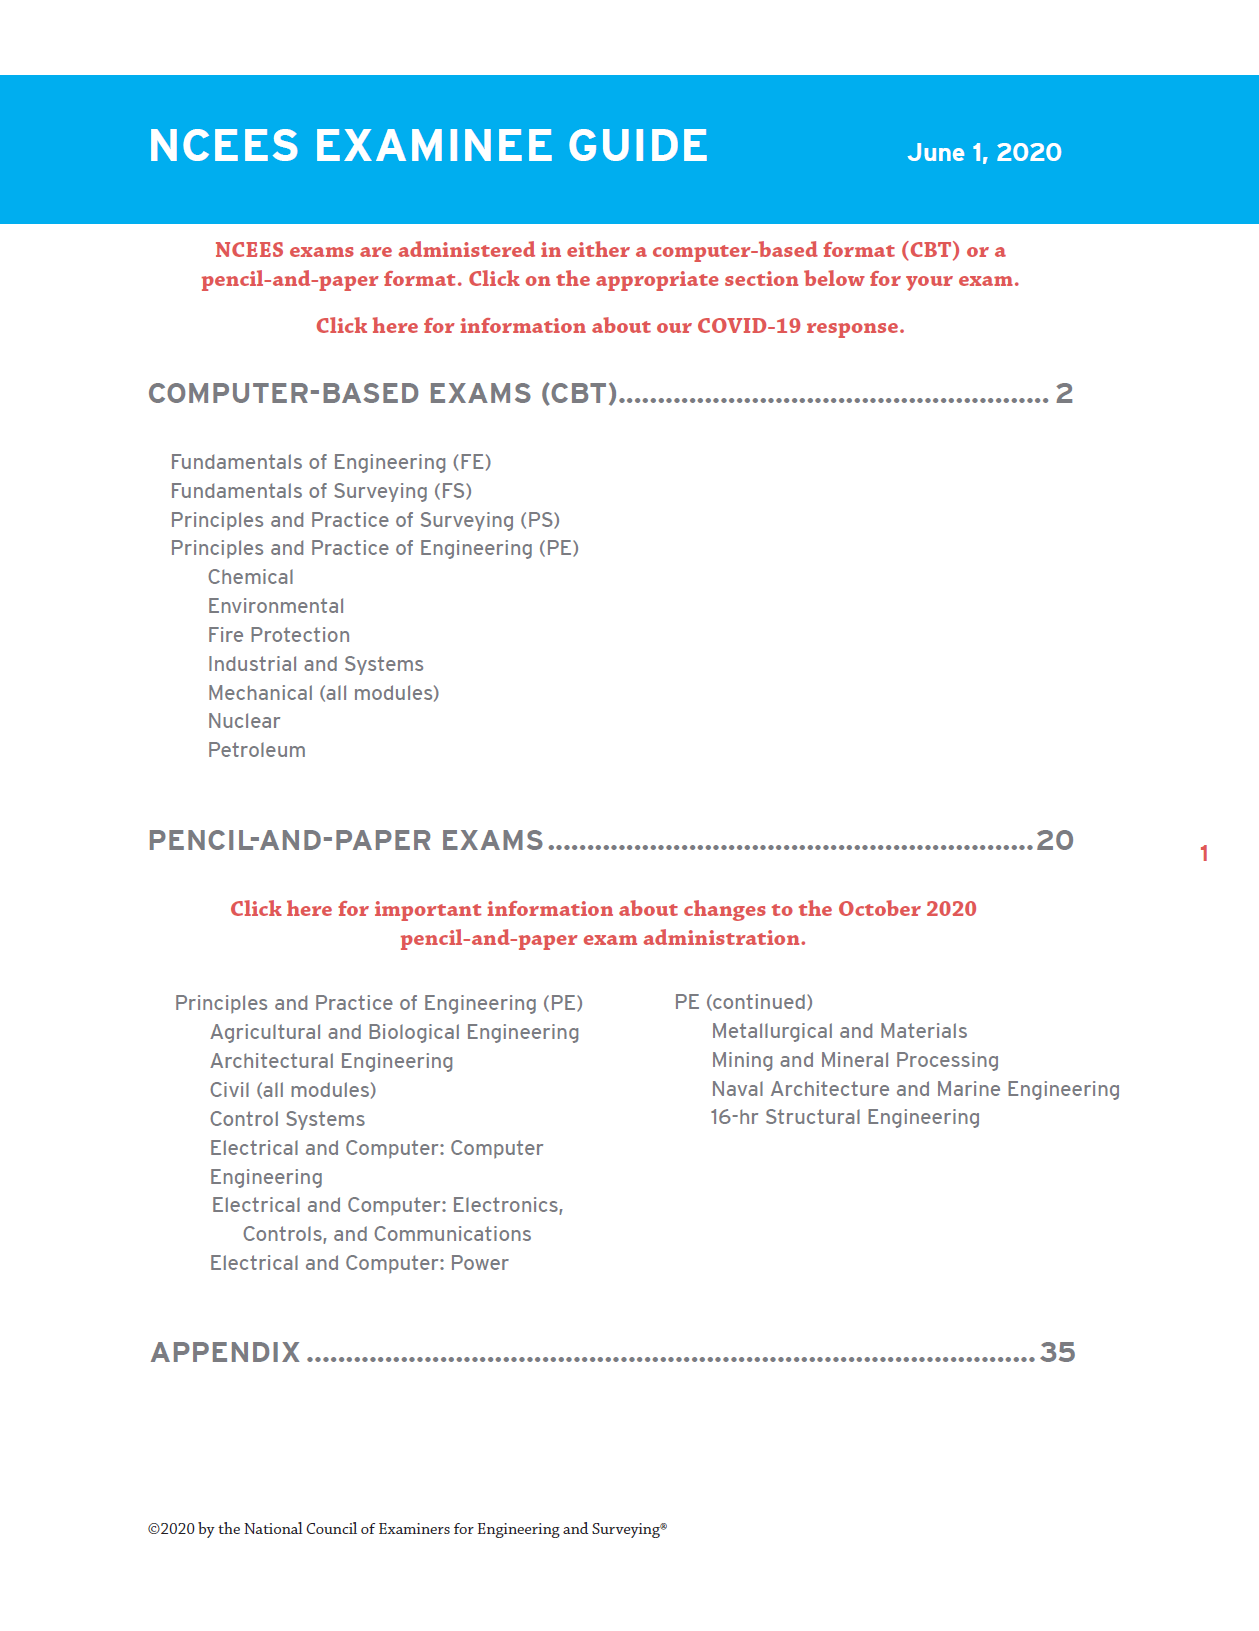 NCEES EXAMINEE GUIDE June 1, 2020
NCEES exams are administered in either a computer-based format (CBT) or a
pencil-and-paper format. Click on the appropriate section below for your exam.
Click here for information about our COVID-19 response.
COMPUTER-BASED EXAMS (CBT)...................................................... 2
Fundamentals of Engineering (FE)
Fundamentals of Surveying (FS)
Principles and Practice of Surveying (PS)
Principles and Practice of Engineering (PE)
Chemical
Environmental
Fire Protection
Industrial and Systems
Mechanical (all modules)
Nuclear
Petroleum
PENCIL-AND-PAPER EXAMS.............................................................20
1
Click here for important information about changes to the October 2020
pencil-and-paper exam administration.
Principles and Practice of Engineering (PE)
Agricultural and Biological Engineering
Architectural Engineering
Civil (all modules)
Control Systems
Electrical and Computer: Computer
Engineering
Electrical and Computer: Electronics,
Controls, and Communications
Electrical and Computer: Power
PE (continued)
Metallurgical and Materials
Mining and Mineral Processing
Naval Architecture and Marine Engineering
16-hr Structural Engineering
APPENDIX ............................................................................................ 35
©2020 by the National Council of Examiners for Engineering and Surveying®